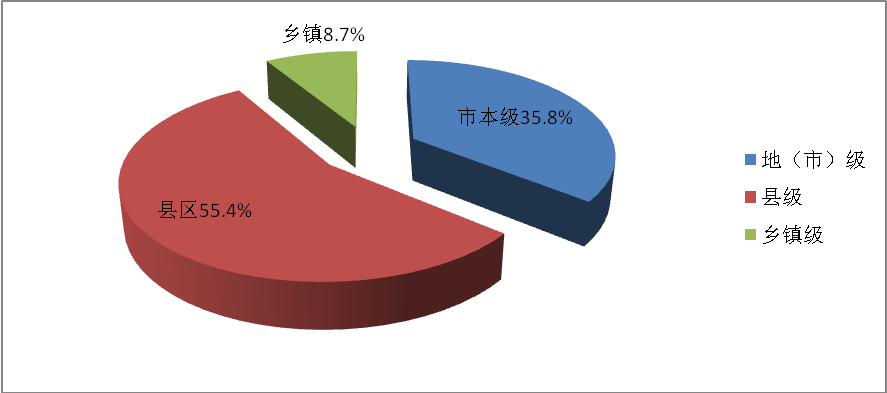 乡镇8.7%
市本级35.8%
县区55.4%
地（市）级
县级
乡镇级